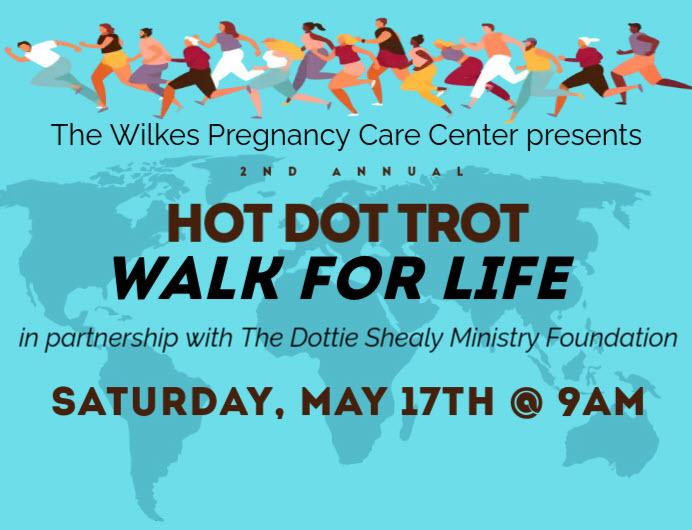 The Wilkes Pregnancy Care Center presents
2ND ANNUAL
HOT DOT TROT
WALK FOR LIFE
in partnership with The Dottie Shealy Ministry Foundation
SATURDAY, MAY 17TH @ 9AM